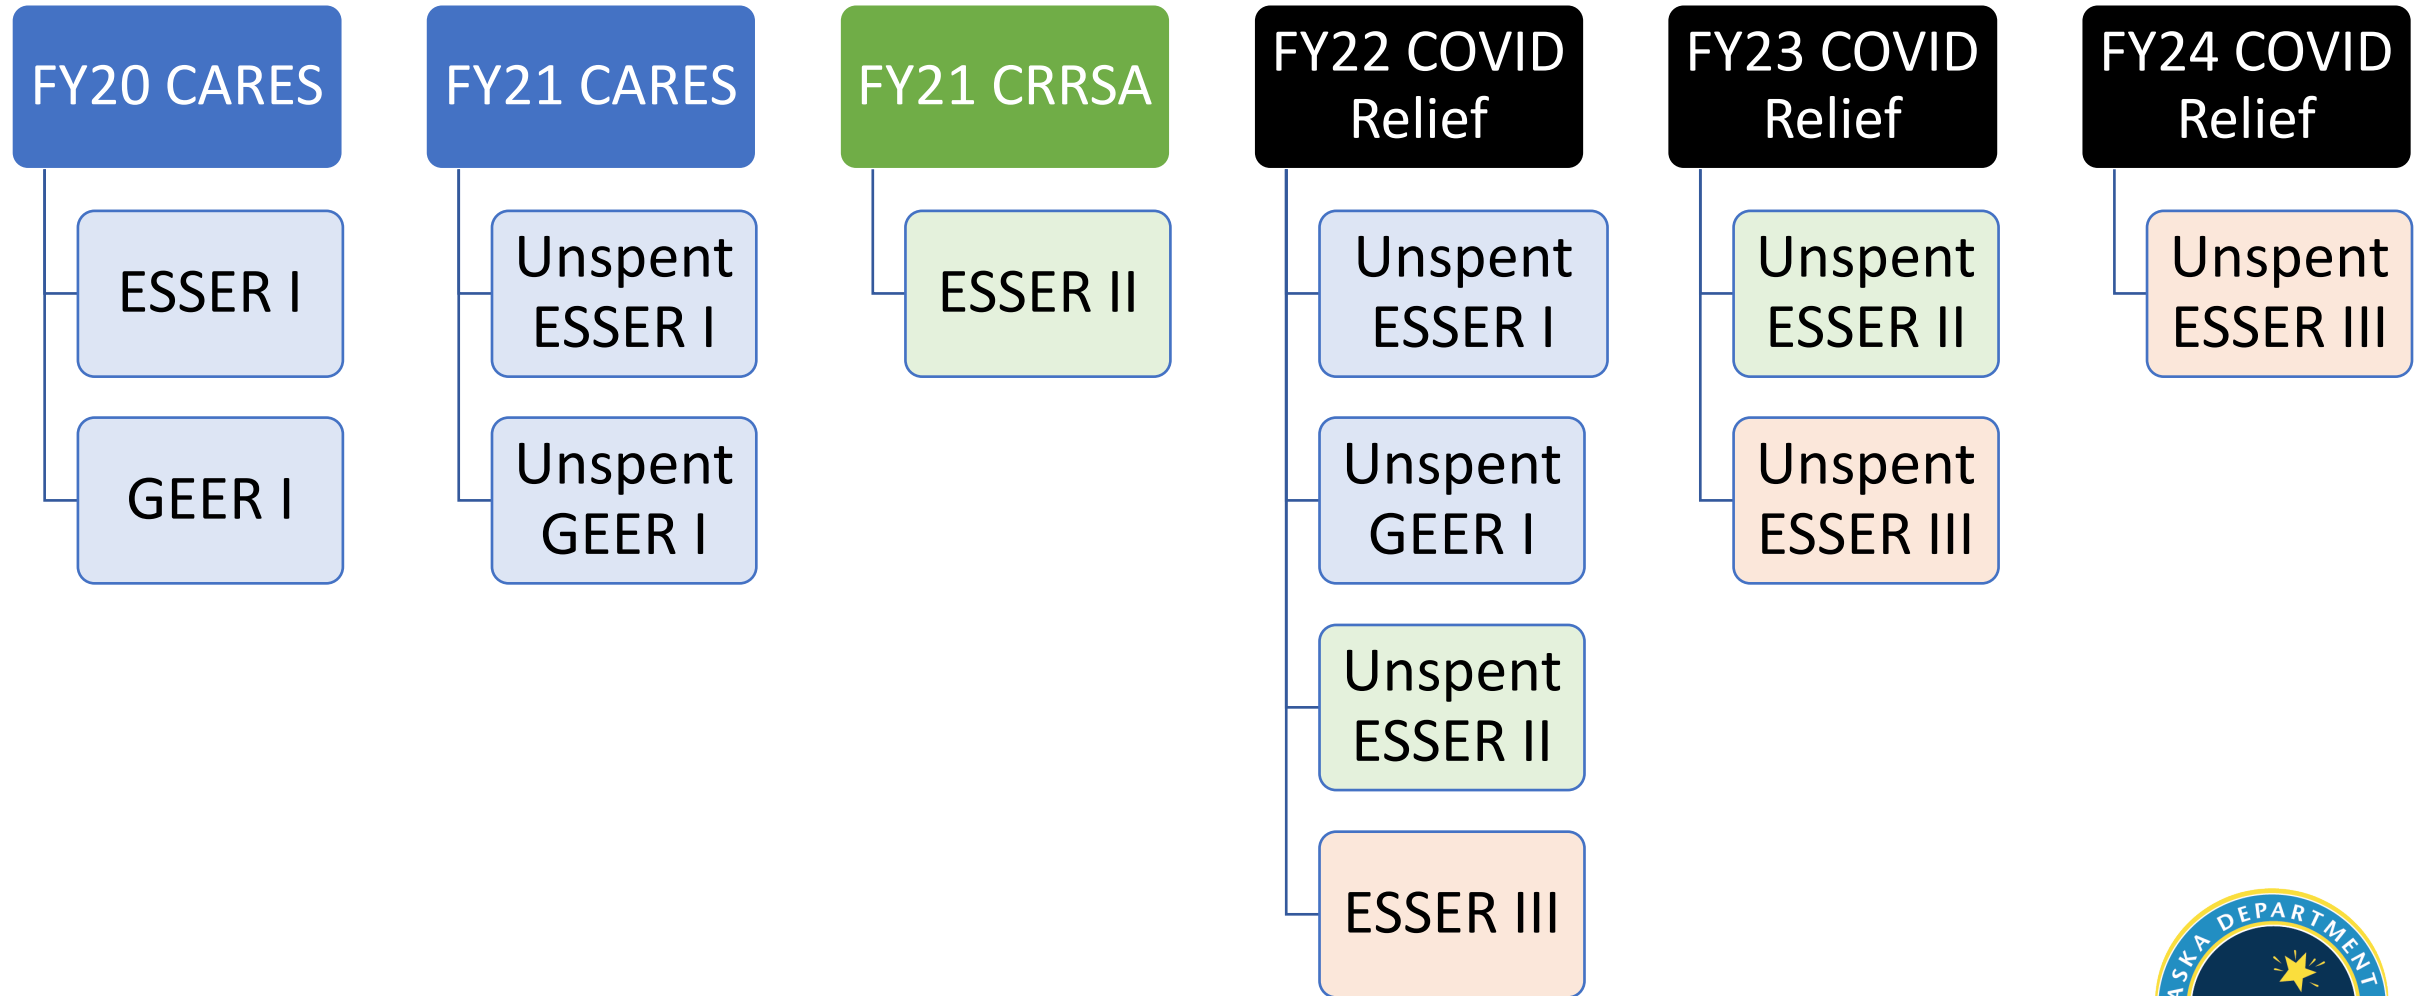 FY20 CARES
ESSER I
GEER I
FY21 CARES
Unspent
ESSER I
Unspent
GEER I
FY21 CRRSA
ESSER II
FY22 COVID
Relief
Unspent
ESSER I
Unspent
GEER I
Unspent
ESSER II
ESSER III
FY23 COVID
Relief
Unspent
ESSER II
Unspent
ESSER III
FY24 COVID
Relief
Unspent
ESSER III
ASKA DEPARTMENT